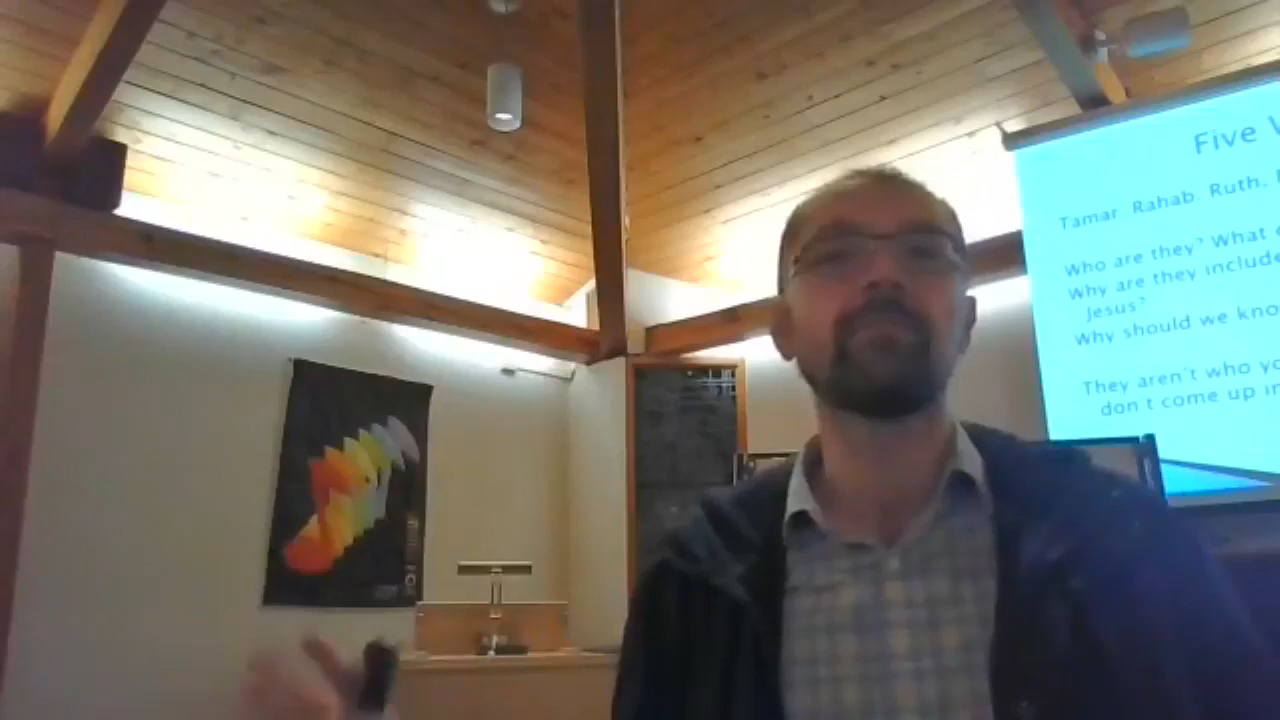 Five
Tamar, Rahab, Ruth,
Who are they? What
Why are they include
Jesus?
Why should we kno
They aren't who yo
don't come up in